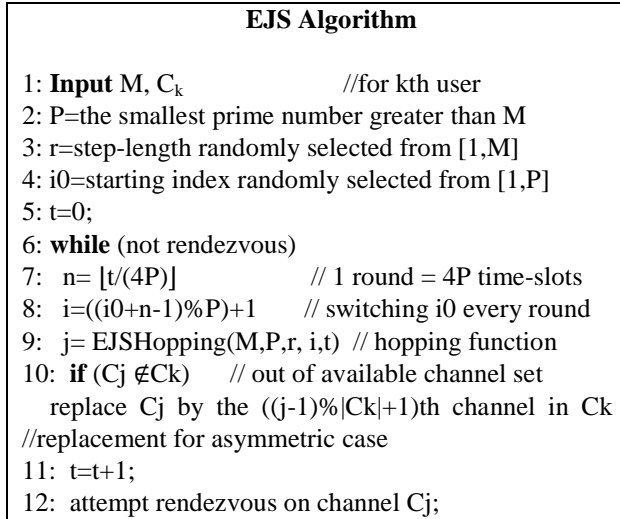 EJS Algorithm
1: Input M, Ck //for kth user
2: P=the smallest prime number greater than M
3: r=step-length randomly selected from [1,M]
4: i0=starting index randomly selected from [1,P]
5: t=0;
6: while (not rendezvous)
7: n= ⌊t/(4P)⌋ // 1 round = 4P time-slots
8: i=((i0+n-1)%P)+1 // switching i0 every round
9: j= EJSHopping(M,P,r, i,t) // hopping function
10: if (Cj ∉Ck) // out of available channel set
replace Cj by the ((j-1)%|Ck|+1)th channel in Ck
//replacement for asymmetric case
11: t=t+1;
12: attempt rendezvous on channel Cj;